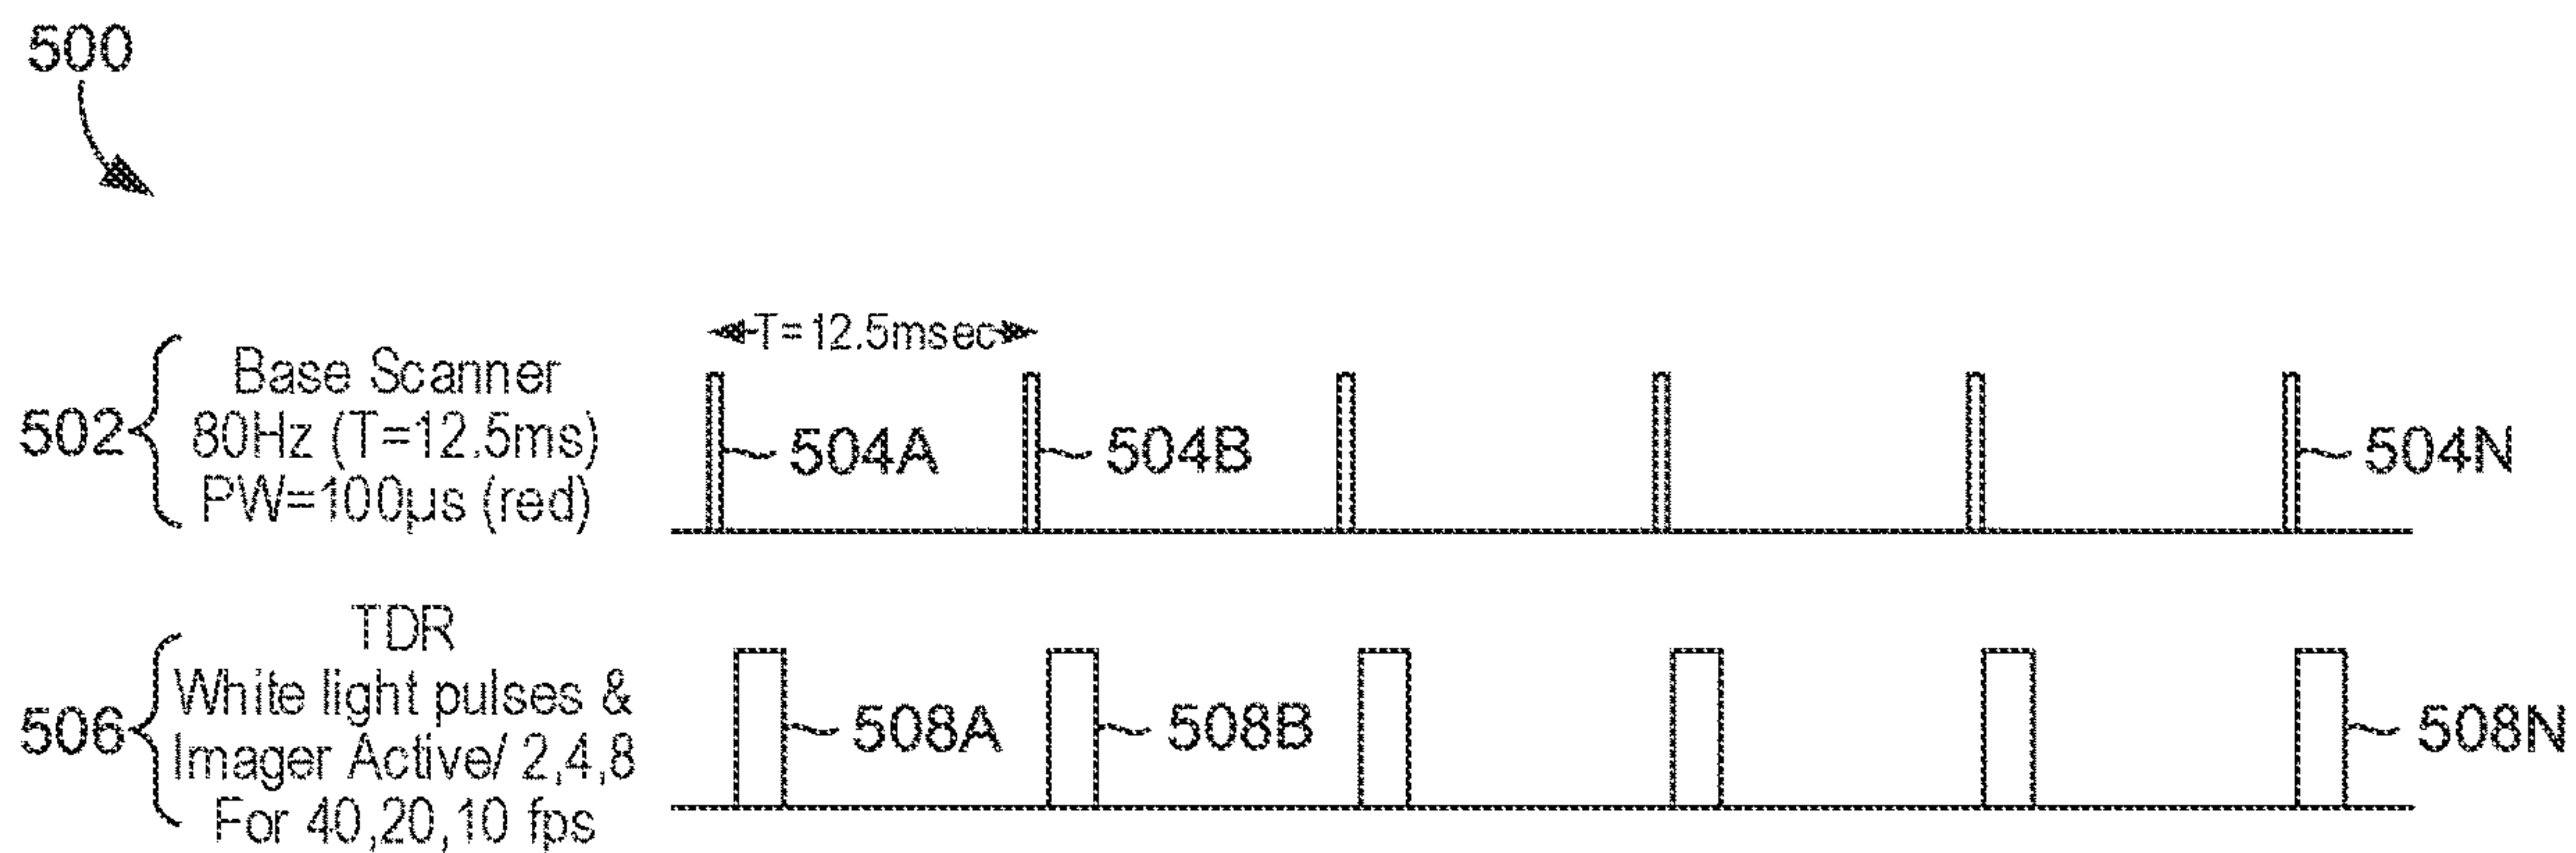 500
T=12.5msec
502
Base Scanner
80Hz (T=12.5ms)
PW=100µs (red)
504A
504B
504N
506
TDR
White light pulses &
Imager Active/ 2,4,8
For 40,20,10 fps
508A
508B
508N